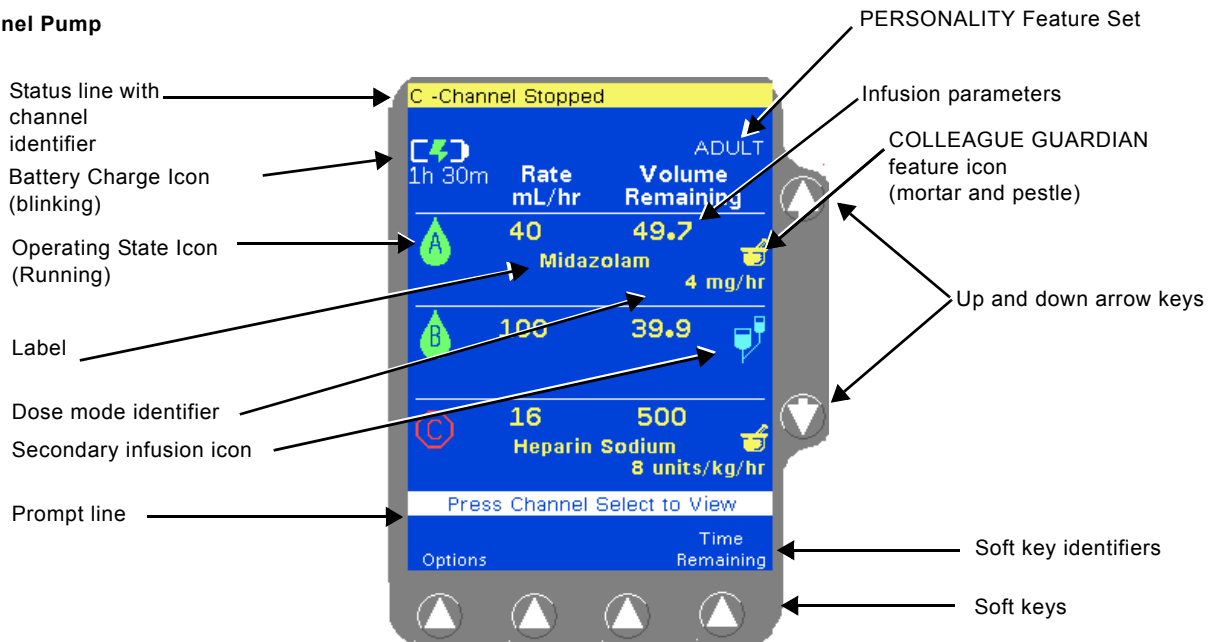 nel Pump
PERSONALITY Feature Set
Status line with
channel
identifier
Battery Charge Icon
(blinking)
Operating State Icon
(Running)
Label
Dose mode identifier
Secondary infusion icon
Prompt line
C -Channel Stopped
ADULT
1h 30m
Rate
mL/hr
Volume
Remaining
A
40
49.7
Midazolam
4 mg/hr
B
100
39.9
C
16
500
Heparin Sodium
8 units/kg/hr
Press Channel Select to View
Options
Time
Remaining
Infusion parameters
COLLEAGUE GUARDIAN
feature icon
(mortar and pestle)
Up and down arrow keys
Soft key identifiers
Soft keys